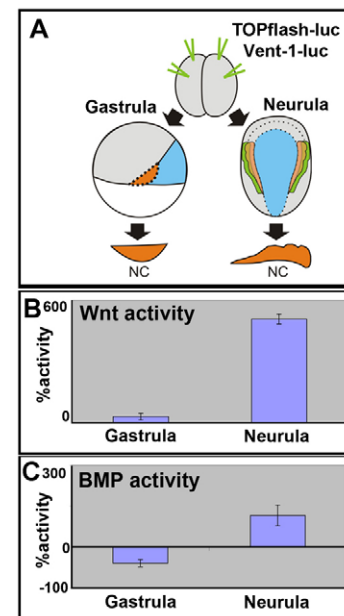 A
TOPflash-luc
Vent-1-luc
Gastrula
Neurula
NC
NC
B
600
Wnt activity
%activity
0
Gastrula
Neurula
C
300
BMP activity
%activity
0
-100
Gastrula
Neurula